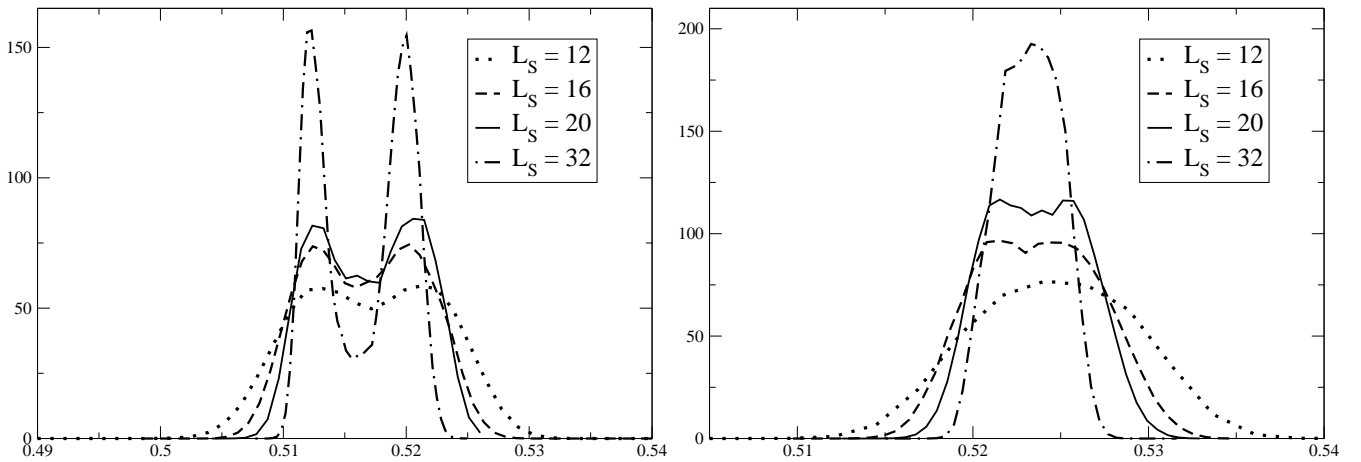 150
100
50
0
0.49 0.5 0.51 0.52 0.53 0.54
L_S = 12
L_S = 16
L_S = 20
L_S = 32
200
150
100
50
0
0.51 0.52 0.53 0.54
L_S = 12
L_S = 16
L_S = 20
L_S = 32